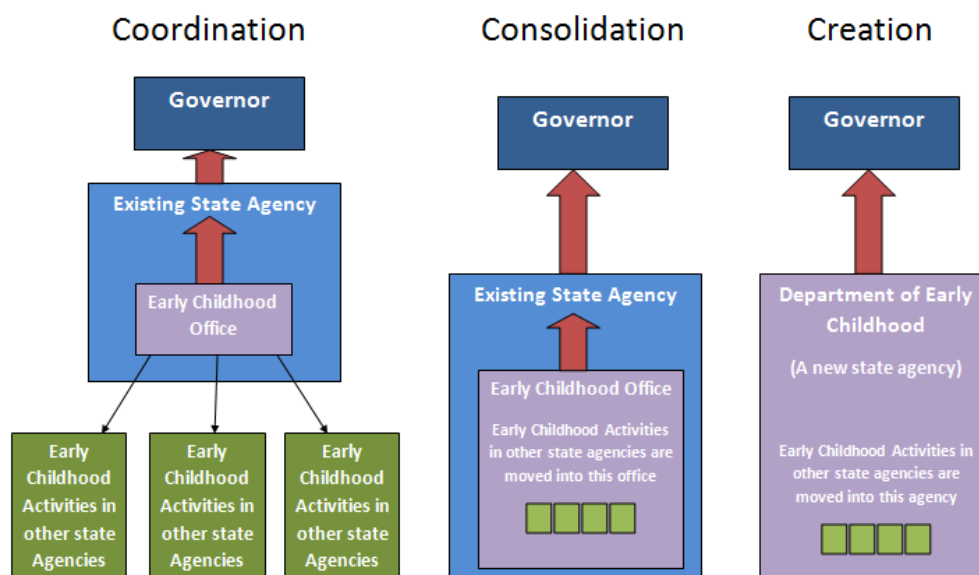 Coordination
Governor
Existing State Agency
Early Childhood
Office
Early
Childhood
Activities in
other state
Agencies
Early
Childhood
Activities in
other state
Agencies
Early
Childhood
Activities in
other state
Agencies
Consolidation
Governor
Existing State Agency
Early Childhood Office
Early Childhood Activities
in other state agencies are
moved into this office
Creation
Governor
Department of Early
Childhood
(A new state agency)
Early Childhood Activities in
other state agencies are
moved into this agency